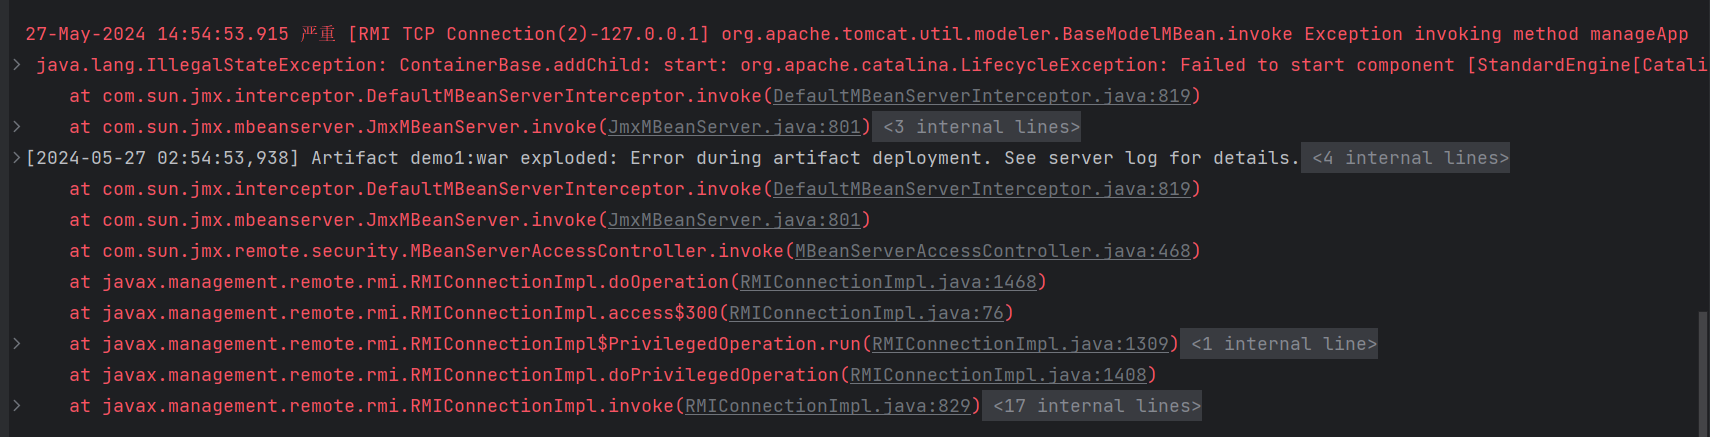 27-May-2024 14:54:53.915 严重 [RMI TCP Connection(2)-127.0.0.1] org.apache.tomcat.util.modeler.BaseModelMBean.invoke Exception invoking method manageApp
java.lang.IllegalStateException: ContainerBase.addChild: start: org.apache.catalina.LifecycleException: Failed to start component [StandardEngine[Catali
at com.sun.jmx.interceptor.DefaultMBeanServerInterceptor.invoke(DefaultMBeanServerInterceptor.java:819)
at com.sun.jmx.mbeanserver.JmxMBeanServer.invoke(JmxMBeanServer.java:801) <3 internal lines>
[2024-05-27 02:54:53,938] Artifact demo1:war exploded: Error during artifact deployment. See server log for details. <4 internal lines>
at com.sun.jmx.interceptor.DefaultMBeanServerInterceptor.invoke(DefaultMBeanServerInterceptor.java:819)
at com.sun.jmx.mbeanserver.JmxMBeanServer.invoke(JmxMBeanServer.java:801)
at com.sun.jmx.remote.security.MBeanServerAccessController.invoke(MBeanServerAccessController.java:468)
at javax.management.remote.rmi.RMIConnectionImpl.doOperation(RMIConnectionImpl.java:1468)
at javax.management.remote.rmi.RMIConnectionImpl.access$300(RMIConnectionImpl.java:76)
at javax.management.remote.rmi.RMIConnectionImpl$PrivilegedOperation.run(RMIConnectionImpl.java:1309) <1 internal line>
at javax.management.remote.rmi.RMIConnectionImpl.doPrivilegedOperation(RMIConnectionImpl.java:1408)
at javax.management.remote.rmi.RMIConnectionImpl.invoke(RMIConnectionImpl.java:829) <17 internal lines>